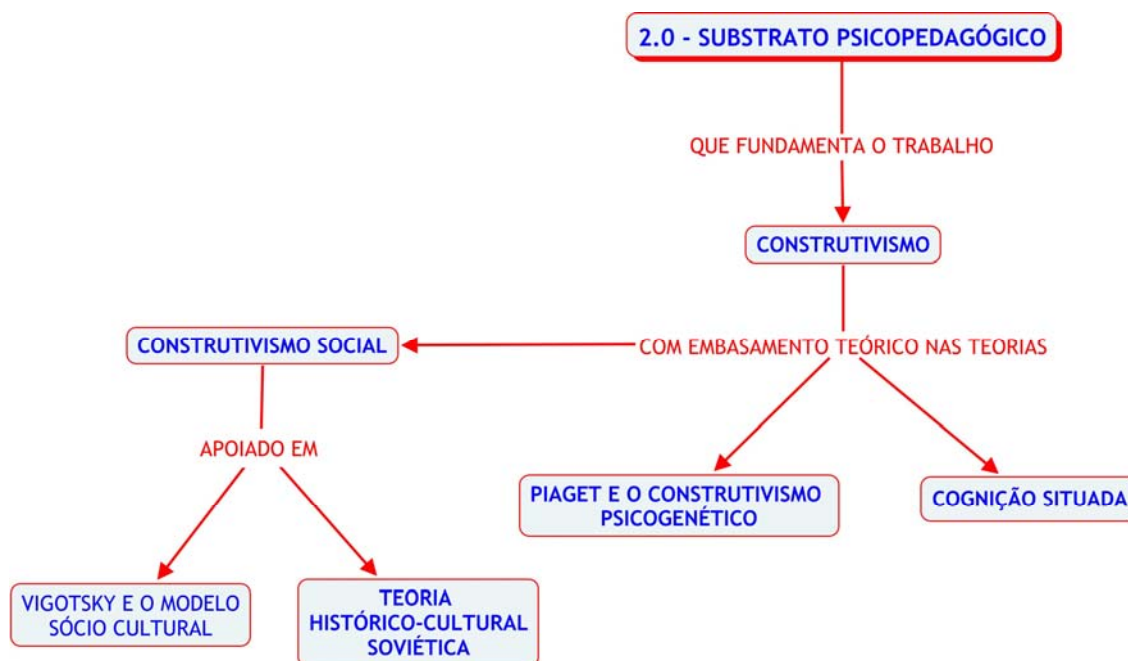 2.0 - SUBSTRATO PSICOPEDAGÓGICO
QUE FUNDAMENTA O TRABALHO
CONSTRUTIVISMO
CONSTRUTIVISMO SOCIAL
COM EMBASAMENTO TEÓRICO NAS TEORIAS
APOIADO EM
PIAGET E O CONSTRUTIVISMO
PSICOGENÉTICO
COGNIÇÃO SITUADA
VIGOTSKY E O MODELO
SÓCIO CULTURAL
TEORIA
HISTÓRICO-CULTURAL
SOVIÉTICA